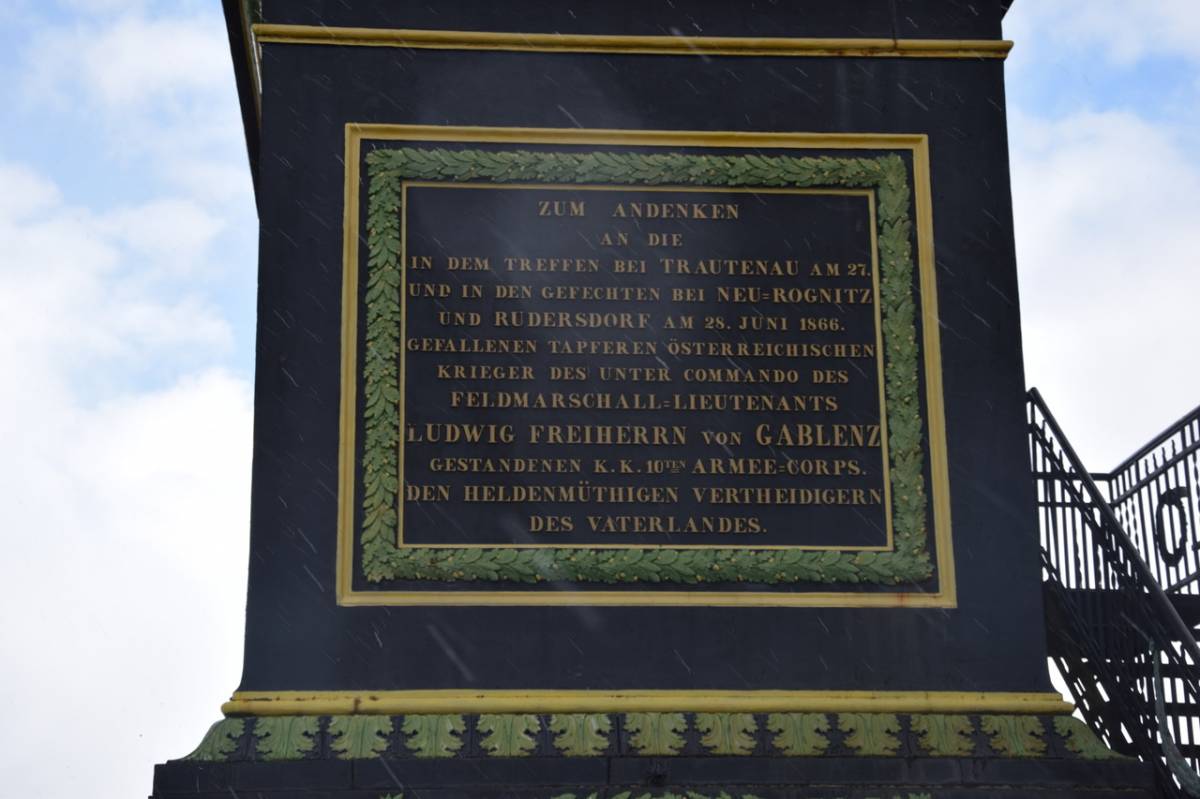 ZUM ANDENKEN
AN DIE
IN DEM TREFFEN BEI TRAUTENAU AM 27.
UND IN DEN GEFECHTEN BEI NEU=ROGNITZ
UND RUDERSDORF AM 28. JUNI 1866.
GEFALLENEN TAPFEREN ÖSTERREICHISCHEN
KRIEGER DES UNTER COMMANDO DES
FELDMARSCHALL=LIEUTENANTS
LUDWIG FREIHERRN VON GABLENZ
GESTANDENEN K.K. 10TEN ARMEE=CORPS.
DEN HELDENMÜTHIGEN VERTHEIDIGERN
DES VATERLANDES.